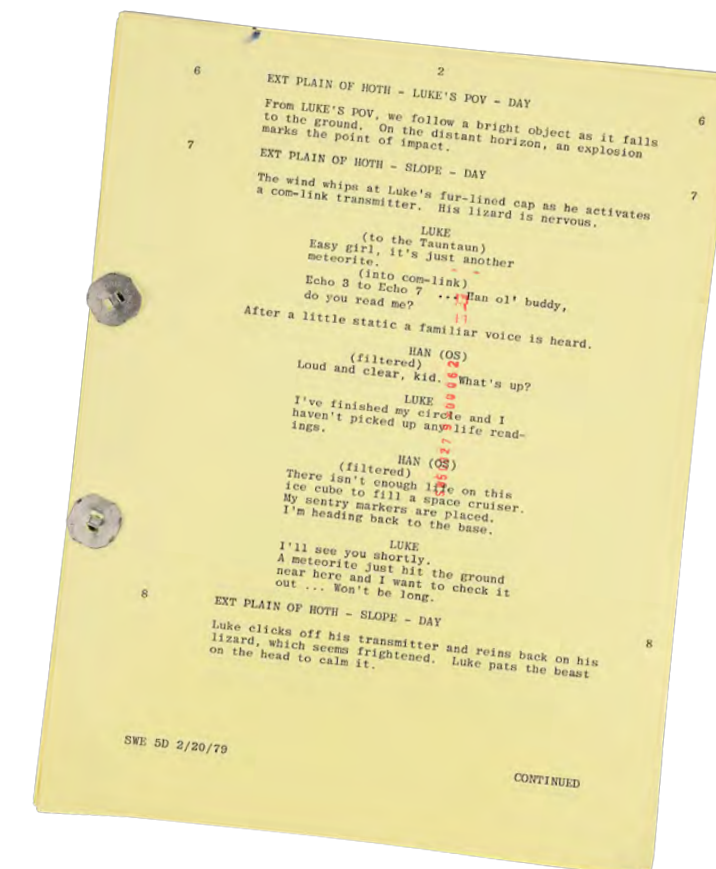 2
6 EXT PLAIN OF HOTH - LUKE'S POV - DAY 6
From LUKE'S POV, we follow a bright object as it falls
to the ground. On the distant horizon, an explosion
marks the point of impact.
7 EXT PLAIN OF HOTH - SLOPE - DAY 7
The wind whips at Luke's fur-lined cap as he activates
a com-link transmitter. His lizard is nervous.
LUKE
(to the Tauntaun)
Easy girl, it's just another
meteorite.
(into com-link)
Echo 3 to Echo 7 ... Han ol' buddy,
do you read me?
After a little static a familiar voice is heard.
HAN (OS)
(filtered)
Loud and clear, kid. What's up?
LUKE
I've finished my circle and I
haven't picked up any life read-
ings.
HAN (OS)
(filtered)
There isn't enough life on this
ice cube to fill a space cruiser.
My sentry markers are placed.
I'm heading back to the base.
LUKE
I'll see you shortly.
A meteorite just hit the ground
near here and I want to check it
out ... Won't be long.
8 EXT PLAIN OF HOTH - SLOPE - DAY 8
Luke clicks off his transmitter and reins back on his
lizard, which seems frightened. Luke pats the beast
on the head to calm it.
SWE 5D 2/20/79
CONTINUED